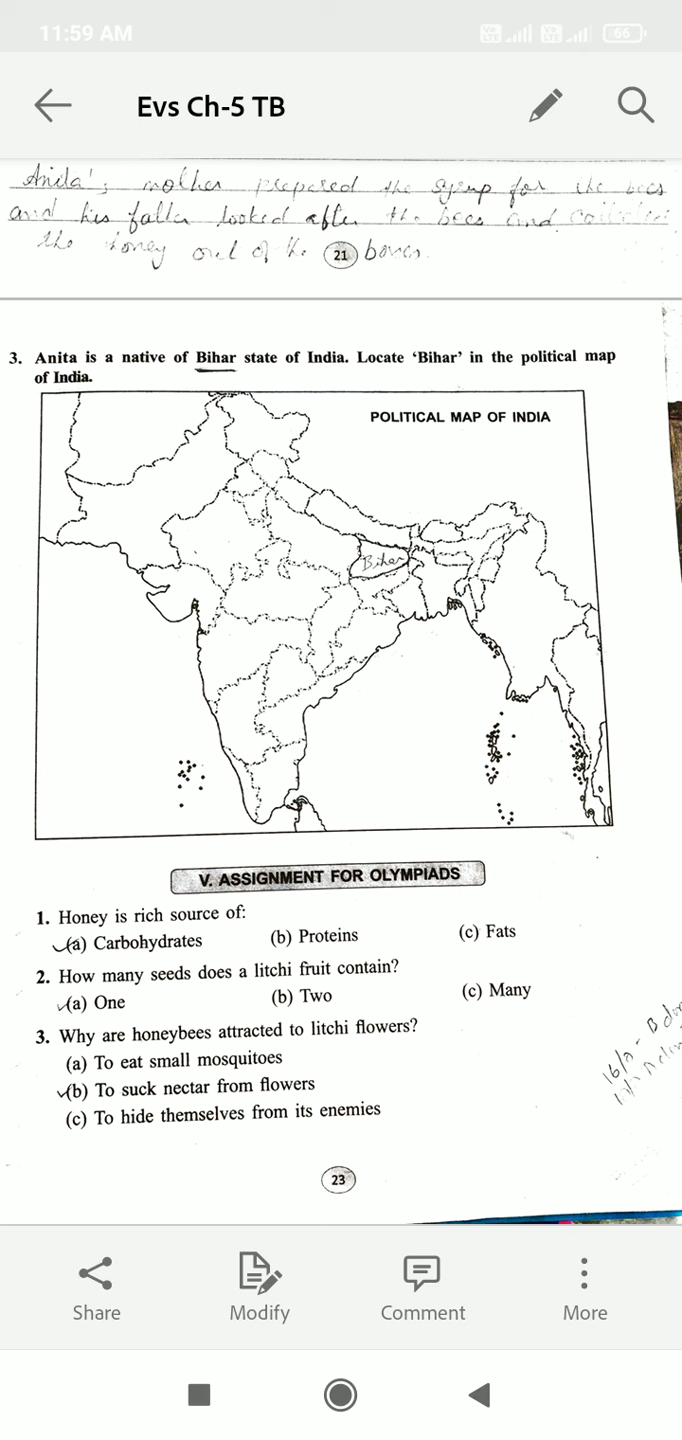 11:59 AM
66
Evs Ch-5 TB
Anida's mother prepared the syrup for the bees
and his father looked after the bees and
the honey out of the boxes.
21
3. Anita is a native of Bihar state of India. Locate ‘Bihar’ in the political map
of India.
POLITICAL MAP OF INDIA
Bihar
V. ASSIGNMENT FOR OLYMPIADS
1. Honey is rich source of:
(a) Carbohydrates (b) Proteins (c) Fats
2. How many seeds does a litchi fruit contain?
(a) One (b) Two (c) Many
3. Why are honeybees attracted to litchi flowers?
(a) To eat small mosquitoes
(b) To suck nectar from flowers
(c) To hide themselves from its enemies
23
Share Modify Comment More